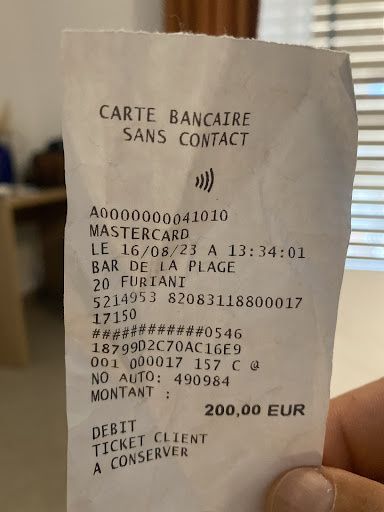 CARTE BANCAIRE
SANS CONTACT
A0000000041010
MASTERCARD
LE 16/08/23 A 13:34:01
BAR DE LA PLAGE
20 FURIANI
5214953 82083118800017
17150
############0546
18799D2C70AC16E9
001 000017 157 C @
NO AUTO: 490984
MONTANT :
200,00 EUR
DEBIT
TICKET CLIENT
A CONSERVER